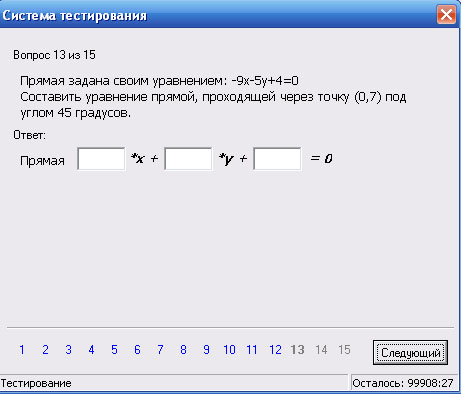 Система тестирования
Вопрос 13 из 15
Прямая задана своим уравнением: -9x-5y+4=0
Составить уравнение прямой, проходящей через точку (0,7) под
углом 45 градусов.
Ответ:
Прямая *x + *y + = 0
1 2 3 4 5 6 7 8 9 10 11 12 13 14 15
Следующий
Тестирование Осталось: 99908:27